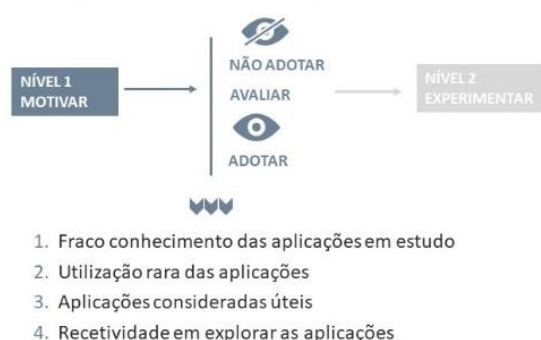 NÍVEL 1
MOTIVAR
NÃO ADOTAR
AVALIAR
ADOTAR
NÍVEL 2
EXPERIMENTAR
1. Fraco conhecimento das aplicações em estudo
2. Utilização rara das aplicações
3. Aplicações consideradas úteis
4. Recetividade em explorar as aplicações